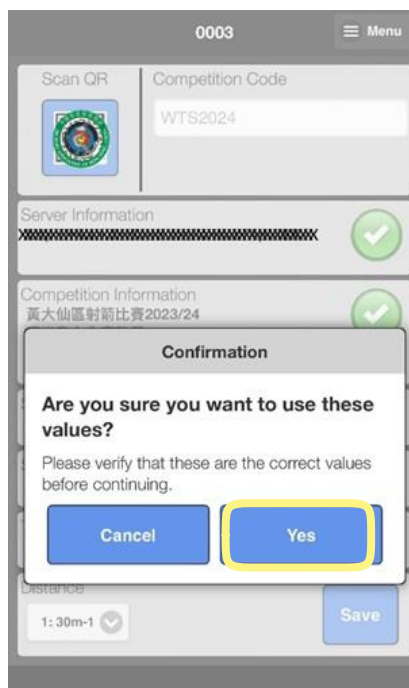 0003
Menu
Scan QR
Competition Code
WTS2024
Server Information
Competition Information
黃大仙區射箭比賽2023/24
Confirmation
Are you sure you want to use these
values?
Please verify that these are the correct values
before continuing.
Cancel
Yes
Distance
1: 30m-1
Save